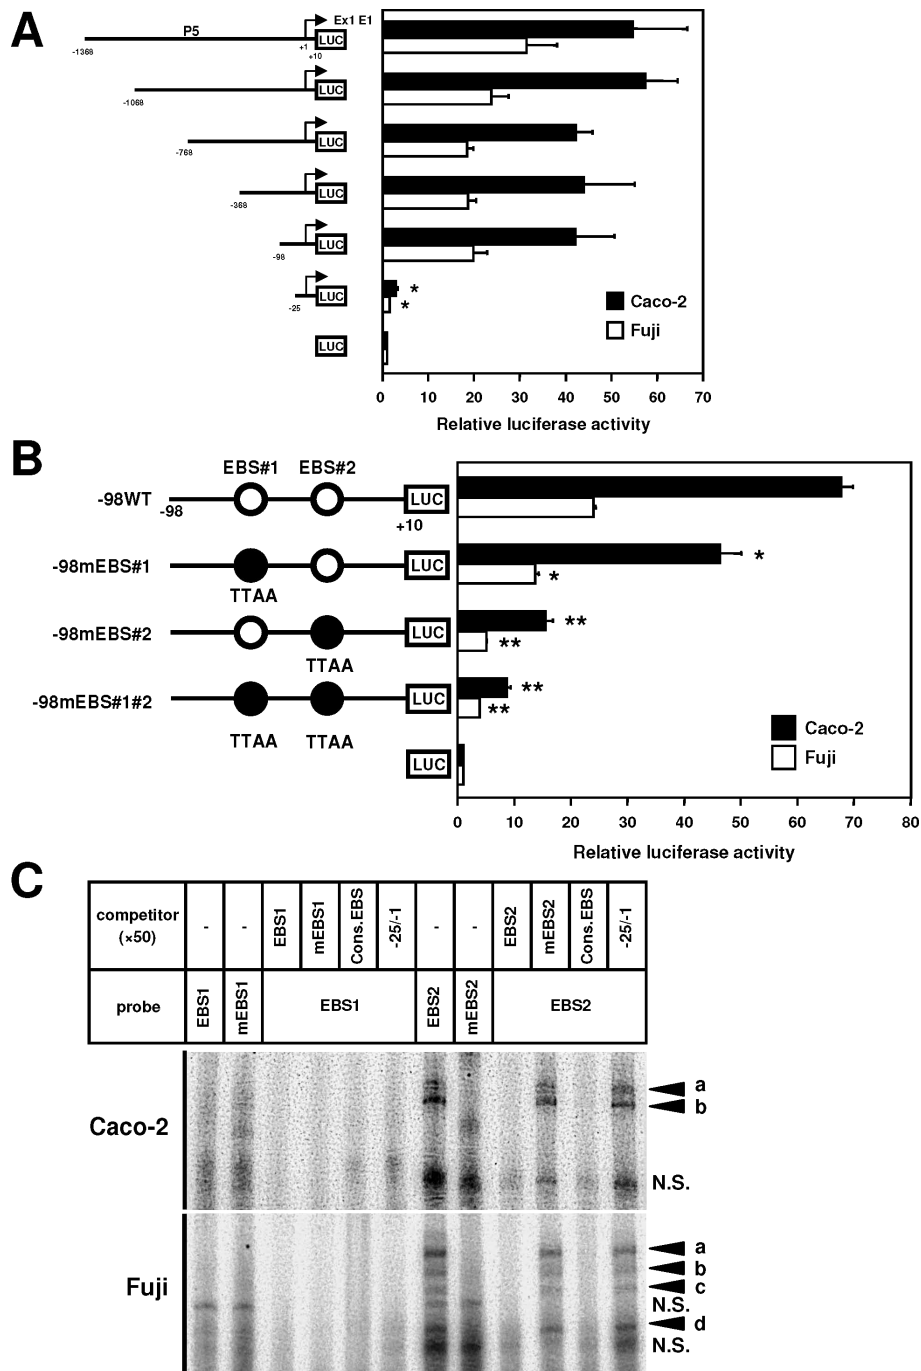 A
P5
Ex1 E1
+1
LUC
-1368
+10
LUC
-1068
LUC
-768
LUC
-368
LUC
-98
LUC
-25
*
*
LUC
Caco-2
Fuji
0 10 20 30 40 50 60 70
Relative luciferase activity
B
EBS#1 EBS#2
-98WT
-98
LUC
+10
-98mEBS#1
LUC
TTAA
*
*
-98mEBS#2
LUC
TTAA
**
**
-98mEBS#1#2
LUC
TTAA TTAA
**
**
LUC
Caco-2
Fuji
0 10 20 30 40 50 60 70 80
Relative luciferase activity
C
competitor
(×50)
- - EBS1 mEBS1 Cons.EBS -25/-1 - - EBS2 mEBS2 Cons.EBS -25/-1
probe
EBS1 mEBS1 EBS1 EBS2 mEBS2 EBS2
Caco-2
a
b
N.S.
Fuji
a
b
c
N.S.
d
N.S.